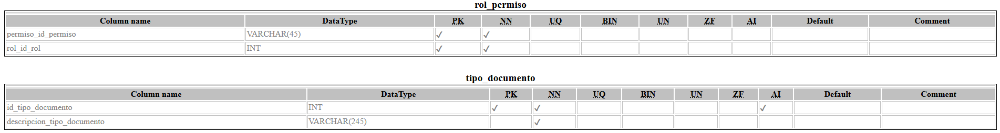 rol_permiso
Column name DataType PK NN UQ BIN UN ZF AI Default Comment
permiso_id_permiso VARCHAR(45) ✓ ✓
rol_id_rol INT ✓ ✓
tipo_documento
Column name DataType PK NN UQ BIN UN ZF AI Default Comment
id_tipo_documento INT ✓ ✓ ✓
descripcion_tipo_documento VARCHAR(245) ✓